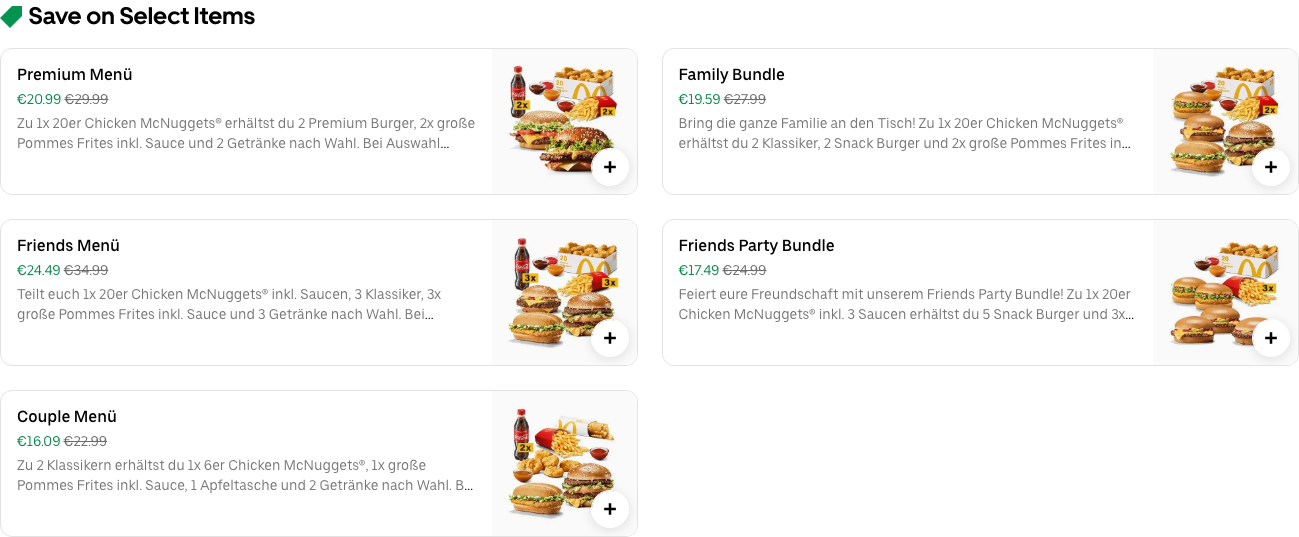 Save on Select Items
Premium Menü
€20.99 €29.99
Zu 1x 20er Chicken McNuggets® erhältst du 2 Premium Burger, 2x große
Pommes Frites inkl. Sauce und 2 Getränke nach Wahl. Bei Auswahl...
2x
2x
20
Family Bundle
€19.59 €27.99
Bring die ganze Familie an den Tisch! Zu 1x 20er Chicken McNuggets®
erhältst du 2 Klassiker, 2 Snack Burger und 2x große Pommes Frites in...
20
2x
Friends Menü
€24.49 €34.99
Teilt euch 1x 20er Chicken McNuggets® inkl. Saucen, 3 Klassiker, 3x
große Pommes Frites inkl. Sauce und 3 Getränke nach Wahl. Bei...
20
3x
3x
Friends Party Bundle
€17.49 €24.99
Feiert eure Freundschaft mit unserem Friends Party Bundle! Zu 1x 20er
Chicken McNuggets® inkl. 3 Saucen erhältst du 5 Snack Burger und 3x...
20
3x
Couple Menü
€16.09 €22.99
Zu 2 Klassikern erhältst du 1x 6er Chicken McNuggets®, 1x große
Pommes Frites inkl. Sauce, 1 Apfeltasche und 2 Getränke nach Wahl. B...
2x